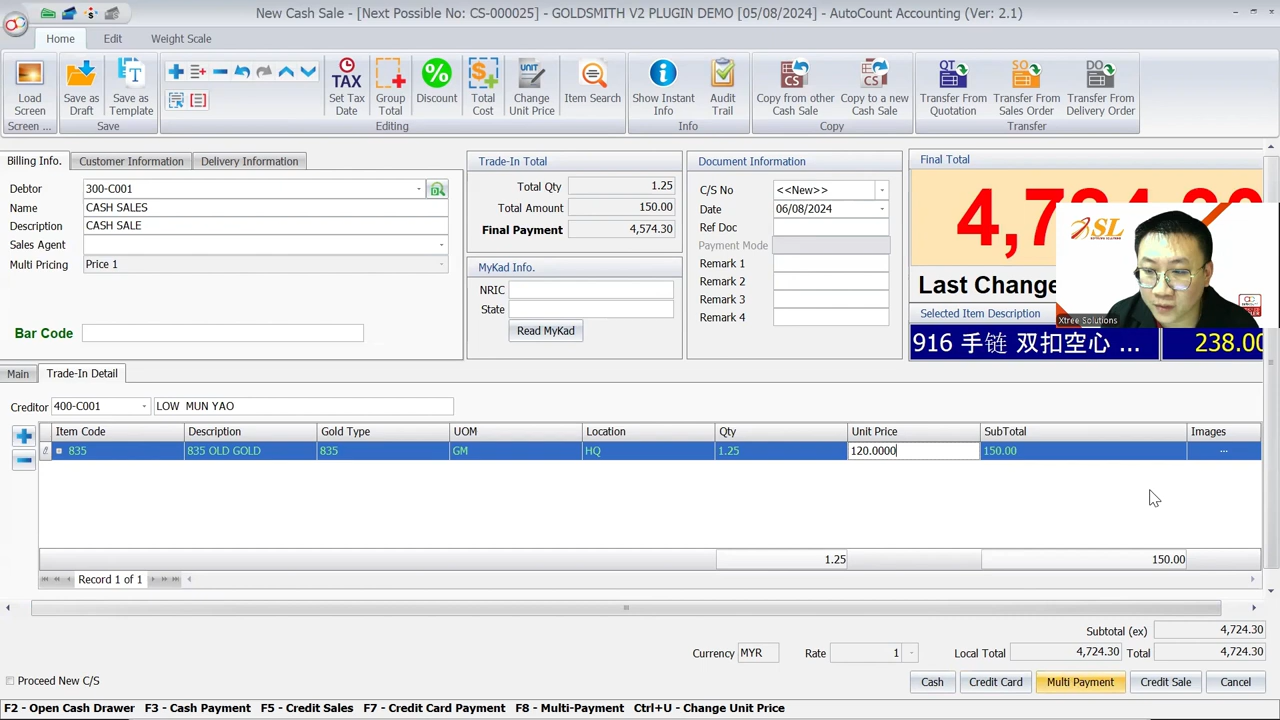 New Cash Sale - [Next Possible No: CS-000025] - GOLDSMITH V2 PLUGIN DEMO [05/08/2024] - AutoCount Accounting (Ver: 2.1)
Home Edit Weight Scale
Load Screen
Save as Draft
Save as Template
Set Tax Date
Group Total
Discount
Total Cost
Change Unit Price
Item Search
Show Instant Info
Audit Trail
Copy from other Cash Sale
Copy to a new Cash Sale
Transfer From Quotation
Transfer From Sales Order
Transfer From Delivery Order
Screen ... Save Editing Info Copy Transfer
Billing Info. Customer Information Delivery Information
Debtor 300-C001
Name CASH SALES
Description CASH SALE
Sales Agent
Multi Pricing Price 1
Bar Code
Trade-In Total
Total Qty 1.25
Total Amount 150.00
Final Payment 4,574.30
MyKad Info.
NRIC
State
Read MyKad
Document Information
C/S No <<New>>
Date 06/08/2024
Ref Doc
Payment Mode
Remark 1
Remark 2
Remark 3
Remark 4
Final Total
Last Change
Selected Item Description
916 手链 双扣空心 ... 238.00
SL
Xtree Solutions
Main Trade-In Detail
Creditor 400-C001 LOW MUN YAO
Item Code Description Gold Type UOM Location Qty Unit Price SubTotal Images
835 835 OLD GOLD 835 GM HQ 1.25 120.0000 150.00 ...
1.25 150.00
Record 1 of 1
Subtotal (ex) 4,724.30
Currency MYR Rate 1 Local Total 4,724.30 Total 4,724.30
Proceed New C/S
Cash Credit Card Multi Payment Credit Sale Cancel
F2 - Open Cash Drawer F3 - Cash Payment F5 - Credit Sales F7 - Credit Card Payment F8 - Multi-Payment Ctrl+U - Change Unit Price